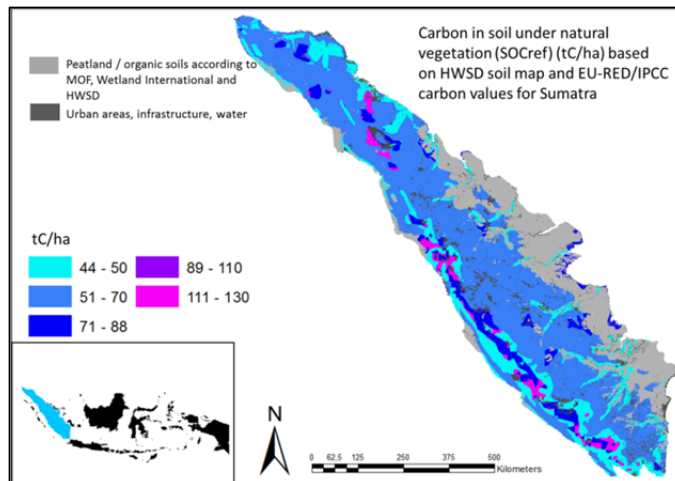 Carbon in soil under natural
vegetation (SOCref) (tC/ha) based
on HWSD soil map and EU-RED/IPCC
carbon values for Sumatra
Peatland / organic soils according to
MOF, Wetland International and
HWSD
Urban areas, infrastructure, water
tC/ha
44 - 50
89 - 110
51 - 70
111 - 130
71 - 88
N
0 62,5 125 250 375 500
Kilometers